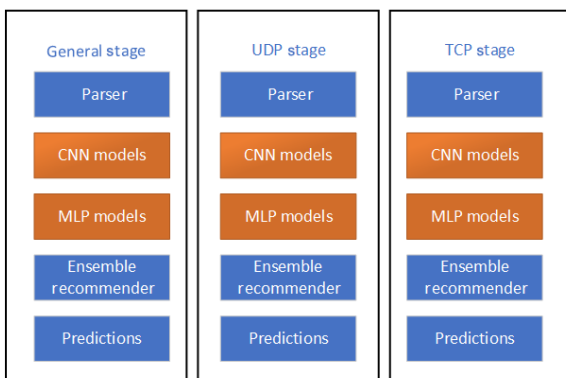 General stage
Parser
CNN models
MLP models
Ensemble
recommender
Predictions
UDP stage
Parser
CNN models
MLP models
Ensemble
recommender
Predictions
TCP stage
Parser
CNN models
MLP models
Ensemble
recommender
Predictions